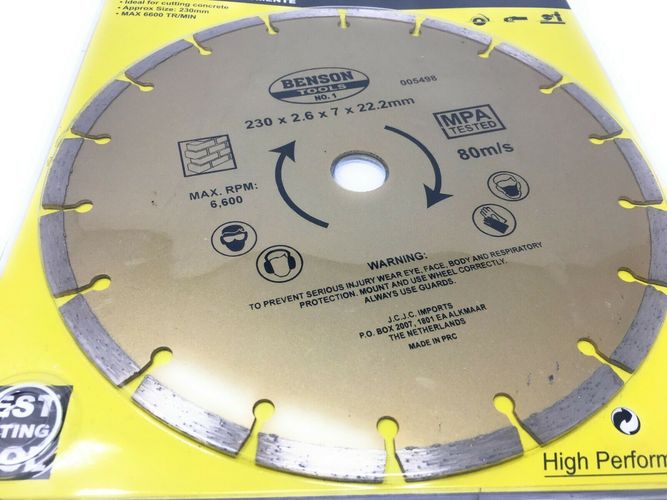 • Ideal for cutting concrete
• Approx Size: 230mm
• MAX 6600 TR/MIN
BENSON
TOOLS
NO. 1
005498
230 x 2.6 x 7 x 22.2mm
MPA
TESTED
80m/s
MAX. RPM:
6,600
WARNING:
TO PREVENT SERIOUS INJURY WEAR EYE, FACE, BODY AND RESPIRATORY
PROTECTION. MOUNT AND USE WHEEL CORRECTLY.
ALWAYS USE GUARDS.
J.C.J.C. IMPORTS
P.O. BOX 2007, 1801 EA ALKMAAR
THE NETHERLANDS
MADE IN PRC
High Perform